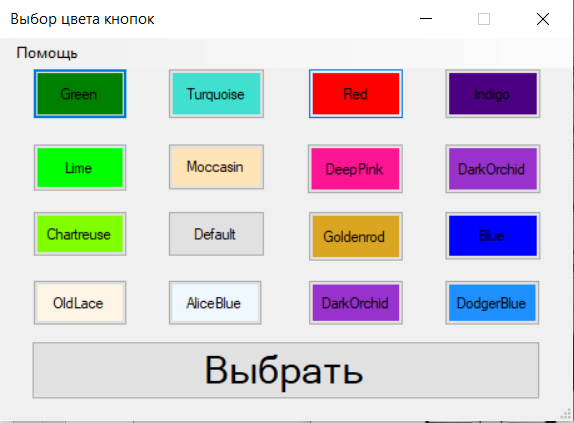 Выбор цвета кнопок
Помощь
Green Turquoise Red Indigo
Lime Moccasin DeepPink DarkOrchid
Chartreuse Default Goldenrod Blue
OldLace AliceBlue DarkOrchid DodgerBlue
Выбрать